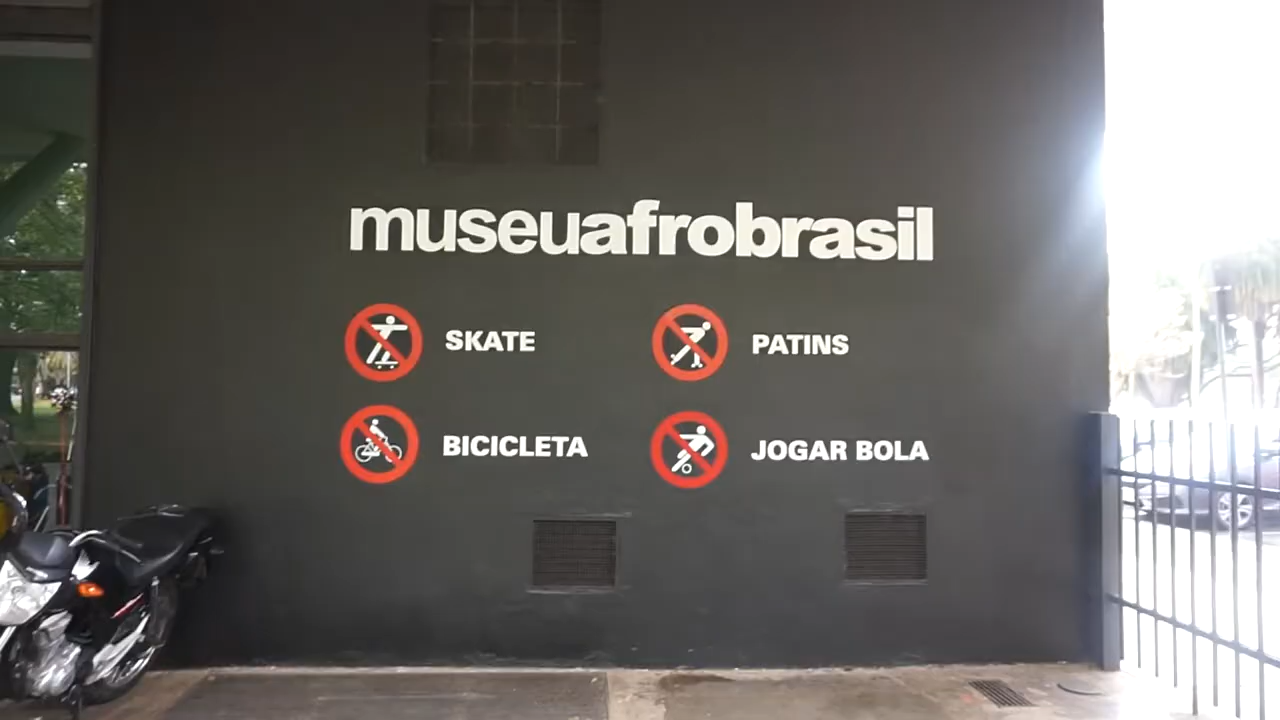 museuafrobrasil
SKATE
PATINS
BICICLETA
JOGAR BOLA